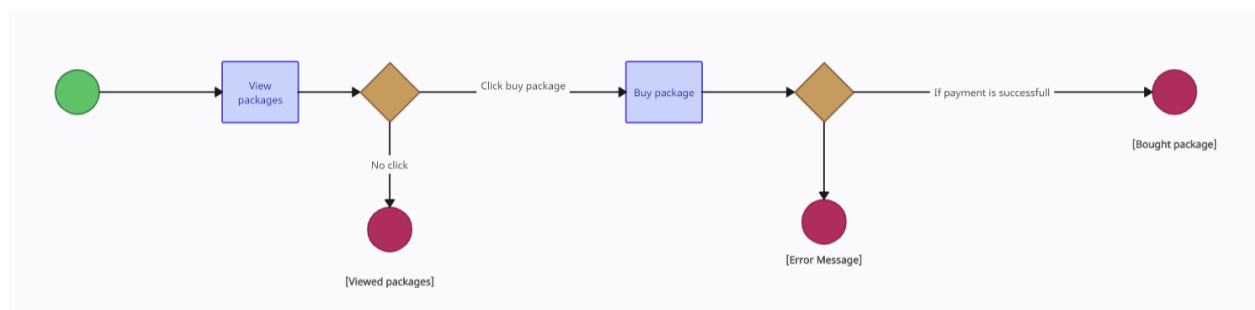 View
packages
Click buy package
Buy package
If payment is successfull
[Bought package]
No click
[Viewed packages]
[Error Message]